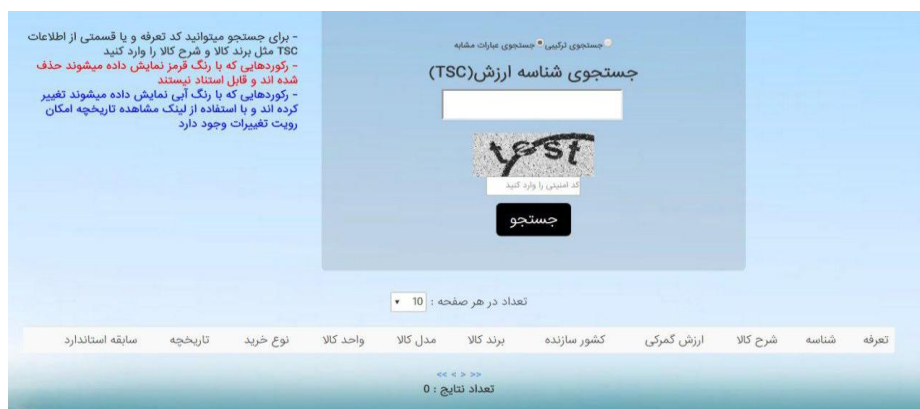 جستجوی ترکیبی جستجوی عبارات مشابه
جستجوی شناسه ارزش(TSC)
test
کد امنیتی را وارد کنید
جستجو
- برای جستجو میتوانید کد تعرفه و یا قسمتی از اطلاعات
TSC مثل برند کالا و شرح کالا را وارد کنید
- رکوردهایی که با رنگ قرمز نمایش داده میشوند حذف
شده اند و قابل استناد نیستند
- رکوردهایی که با رنگ آبی نمایش داده میشوند تغییر
کرده اند و با استفاده از لینک مشاهده تاریخچه امکان
رویت تغییرات وجود دارد
تعداد در هر صفحه : 10
تعرفه شناسه شرح کالا ارزش گمرکی کشور سازنده برند کالا مدل کالا واحد کالا نوع خرید تاریخچه سابقه استاندارد
<< < > >>
تعداد نتایج : 0